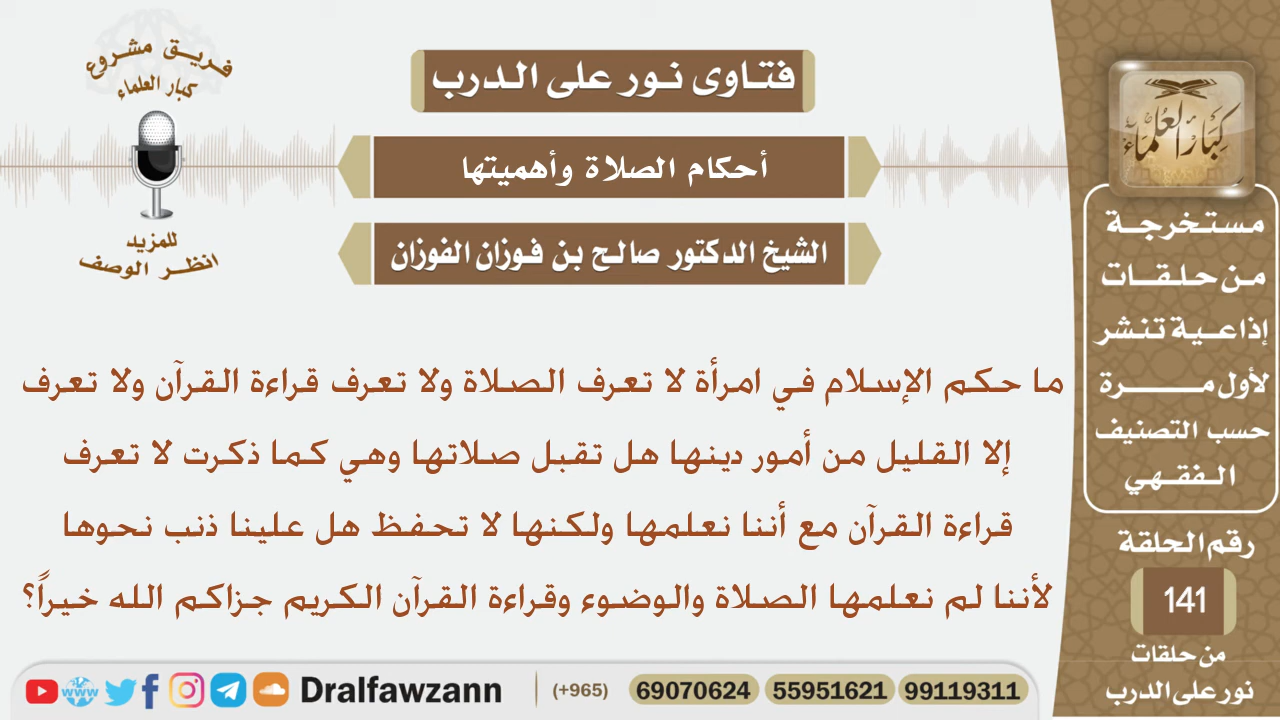 فريق مشروع
كبار العلماء
للمزيد
انظر الوصف
فتاوى نور على الدرب
أحكام الصلاة وأهميتها
الشيخ الدكتور صالح بن فوزان الفوزان
ما حكم الإسلام في امرأة لا تعرف الصلاة ولا تعرف قراءة القرآن ولا تعرف
إلا القليل من أمور دينها هل تقبل صلاتها وهي كما ذكرت لا تعرف
قراءة القرآن مع أننا نعلمها ولكنها لا تحفظ هل علينا ذنب نحوها
لأننا لم نعلمها الصلاة والوضوء وقراءة القرآن الكريم جزاكم الله خيراً؟
كبار العلماء
مستخرجة
من حلقات
إذاعية تنشر
لأول مرة
حسب التصنيف
الفقهي
رقم الحلقة
141
من حلقات
نور على الدرب
www Dralfawzann (+965) 69070624 55951621 99119311